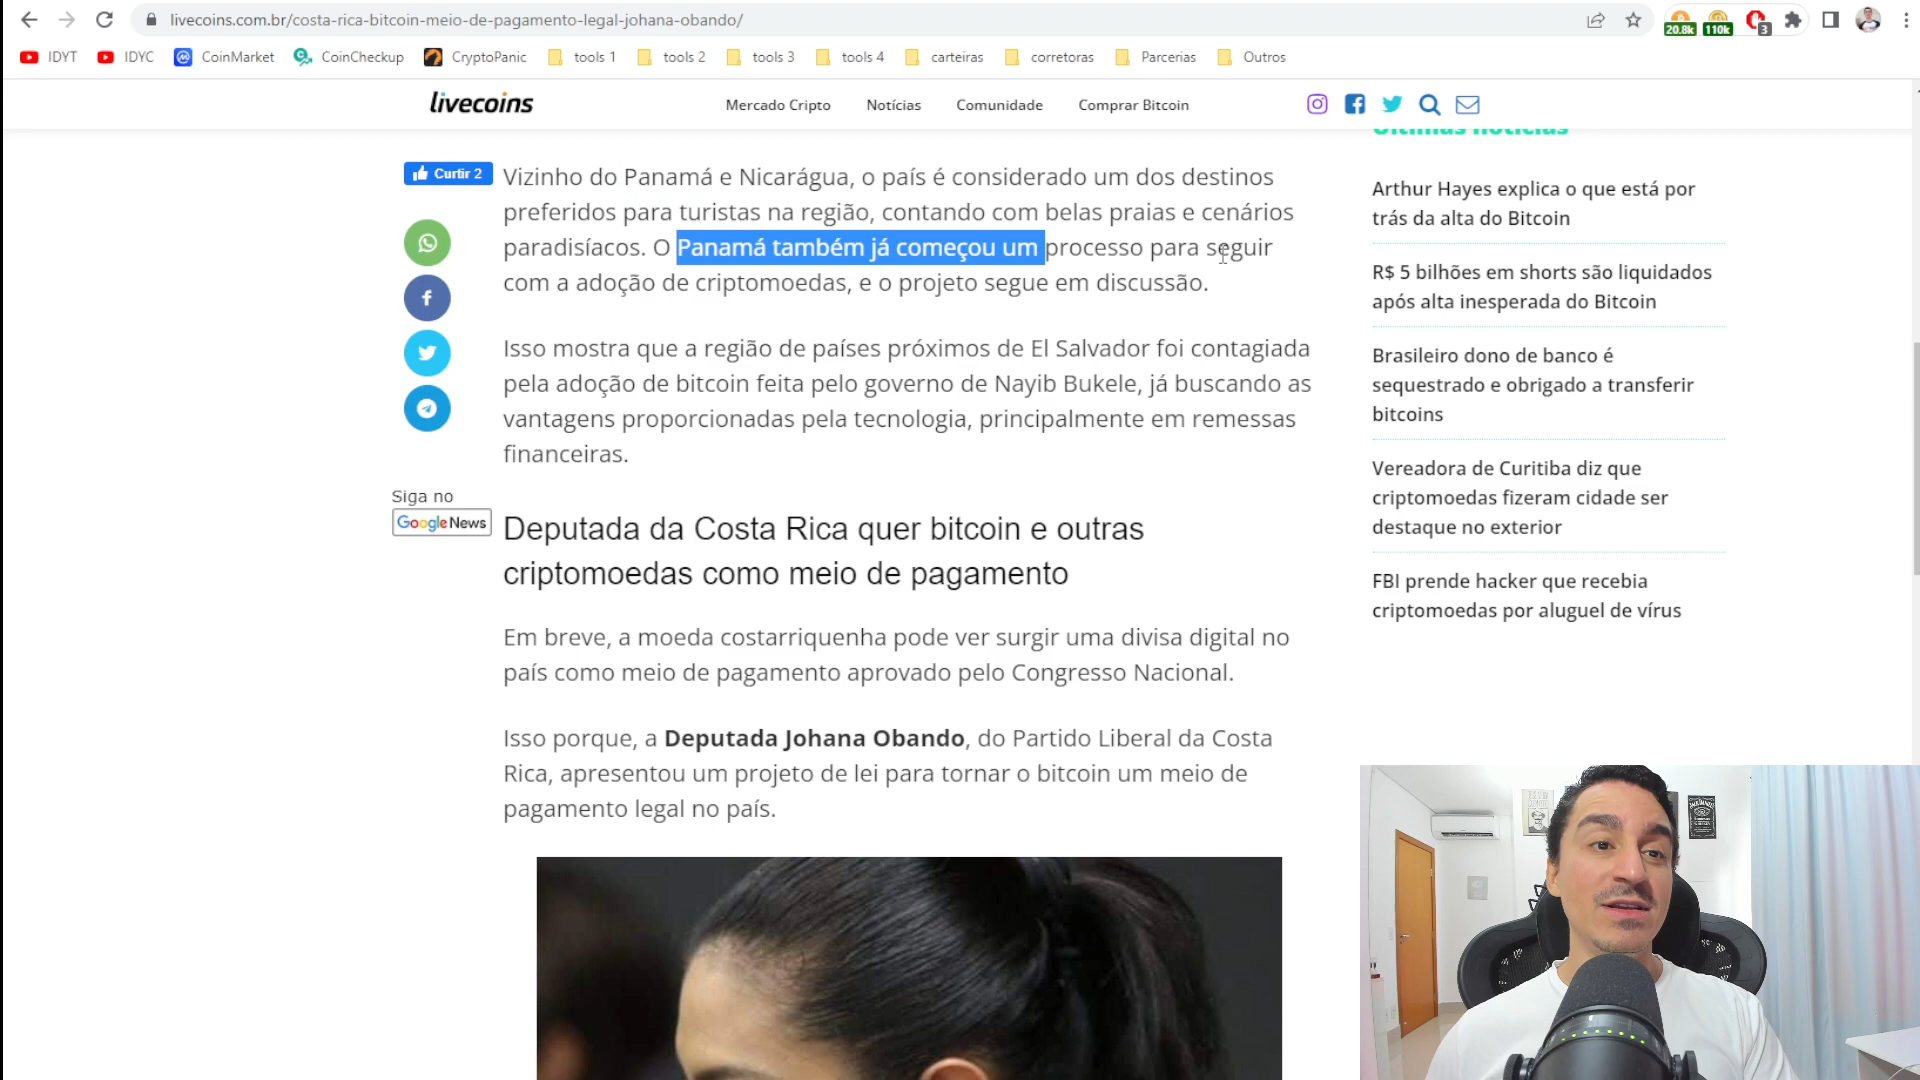 livecoins.com.br/costa-rica-bitcoin-meio-de-pagamento-legal-johana-obando/
20.8k
110k
3
IDYT
IDYC
CoinMarket
CoinCheckup
CryptoPanic
tools 1
tools 2
tools 3
tools 4
carteiras
corretoras
Parcerias
Outros
livecoins
Mercado Cripto
Notícias
Comunidade
Comprar Bitcoin
Curtir 2
Vizinho do Panamá e Nicarágua, o país é considerado um dos destinos
preferidos para turistas na região, contando com belas praias e cenários
paradisíacos. O Panamá também já começou um processo para seguir
com a adoção de criptomoedas, e o projeto segue em discussão.
Isso mostra que a região de países próximos de El Salvador foi contagiada
pela adoção de bitcoin feita pelo governo de Nayib Bukele, já buscando as
vantagens proporcionadas pela tecnologia, principalmente em remessas
financeiras.
Siga no
Google News
Deputada da Costa Rica quer bitcoin e outras
criptomoedas como meio de pagamento
Em breve, a moeda costarriquenha pode ver surgir uma divisa digital no
país como meio de pagamento aprovado pelo Congresso Nacional.
Isso porque, a Deputada Johana Obando, do Partido Liberal da Costa
Rica, apresentou um projeto de lei para tornar o bitcoin um meio de
pagamento legal no país.
Últimas notícias
Arthur Hayes explica o que está por
trás da alta do Bitcoin
R$ 5 bilhões em shorts são liquidados
após alta inesperada do Bitcoin
Brasileiro dono de banco é
sequestrado e obrigado a transferir
bitcoins
Vereadora de Curitiba diz que
criptomoedas fizeram cidade ser
destaque no exterior
FBI prende hacker que recebia
criptomoedas por aluguel de vírus